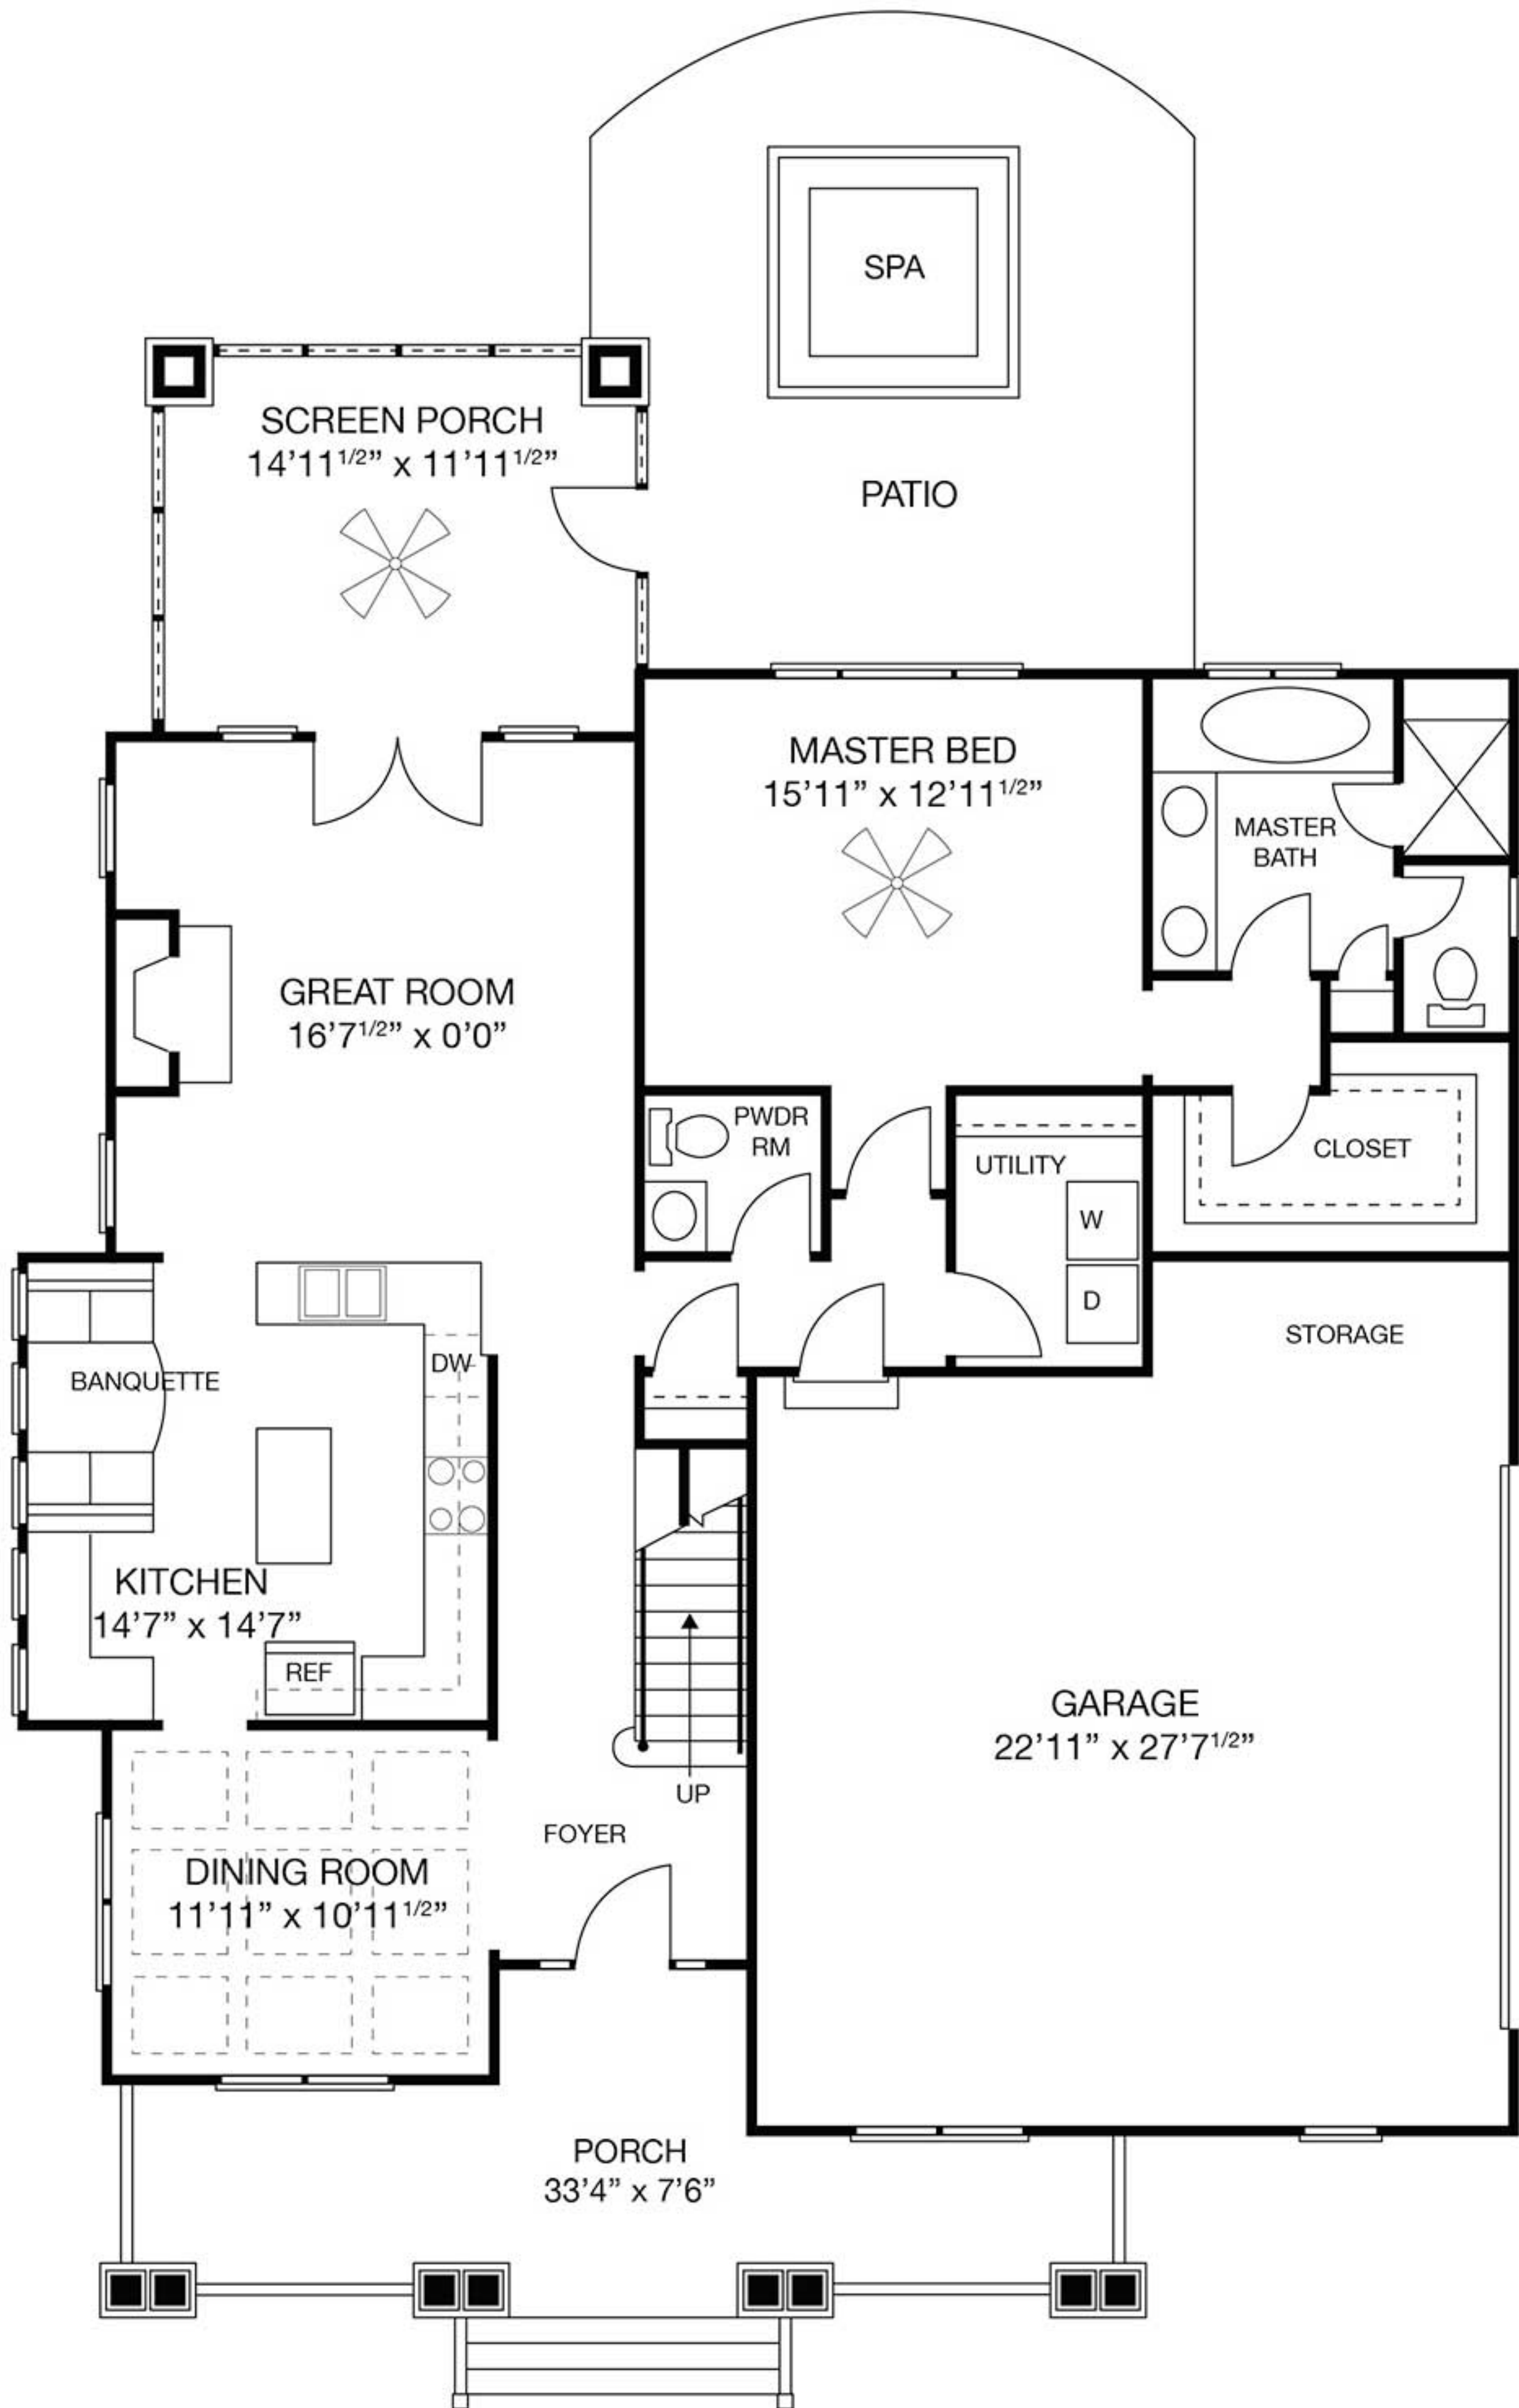 SPA
SCREEN PORCH
14’11 1/2” x 11’11 1/2”
PATIO
MASTER BED
15’11” x 12’11 1/2”
MASTER
BATH
GREAT ROOM
16’7 1/2” x 0’0”
PWDR
RM
UTILITY
CLOSET
W
D
STORAGE
DW
BANQUETTE
KITCHEN
14’7” x 14’7”
REF
GARAGE
22’11” x 27’7 1/2”
UP
FOYER
DINING ROOM
11’11” x 10’11 1/2”
PORCH
33’4” x 7’6”